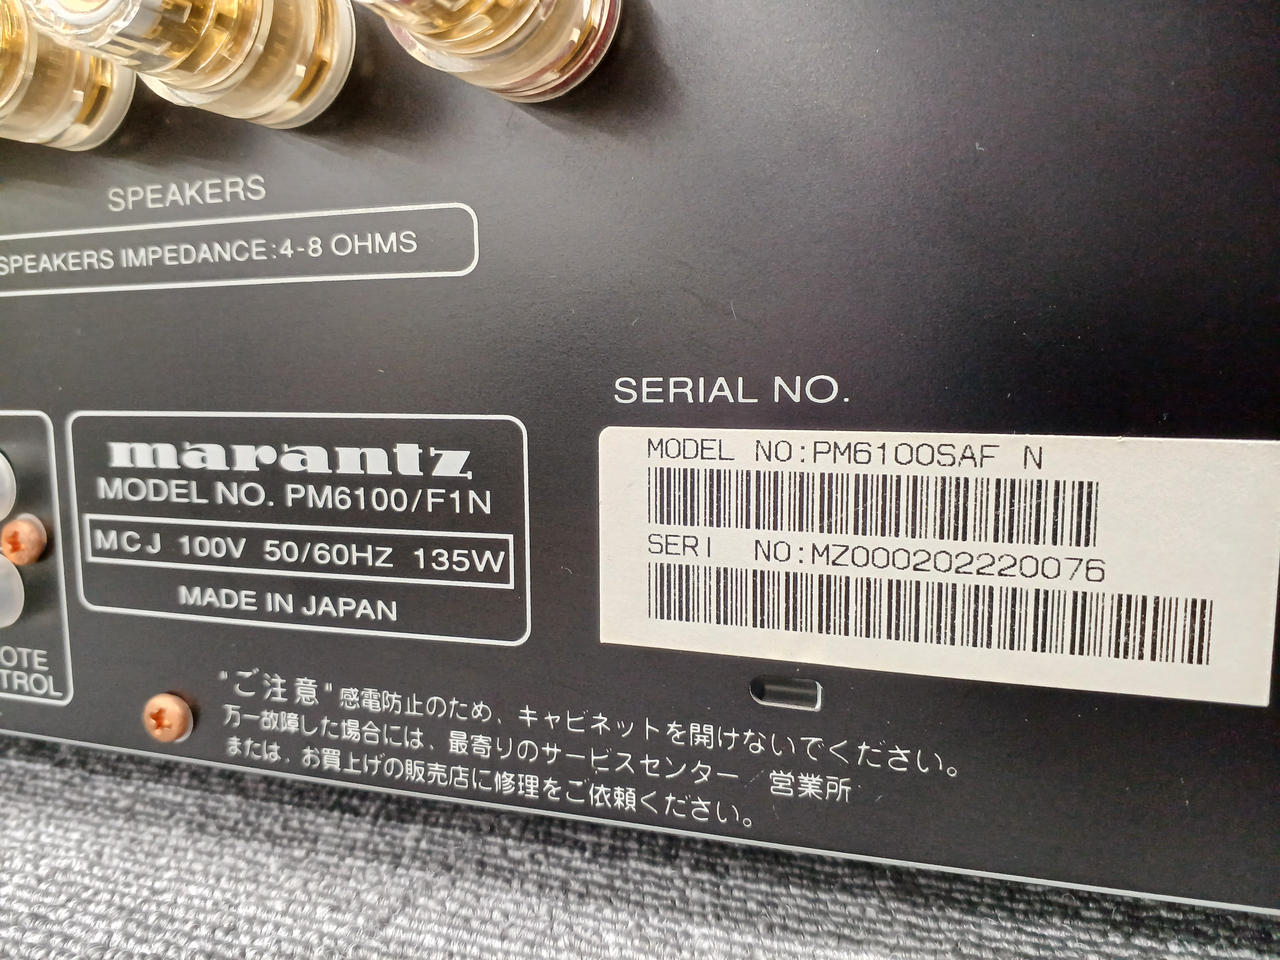 SPEAKERS
SPEAKERS IMPEDANCE:4-8 OHMS
SERIAL NO.
marantz
MODEL NO. PM6100/F1N
MCJ 100V 50/60HZ 135W
MADE IN JAPAN
MODEL NO:PM6100SAF N
SERI NO:MZ000202220076
OTE
TROL
"ご注意"感電防止のため、キャビネットを開けないでください。
万一故障した場合には、最寄りのサービスセンター 営業所
または、お買上げの販売店に修理をご依頼ください。